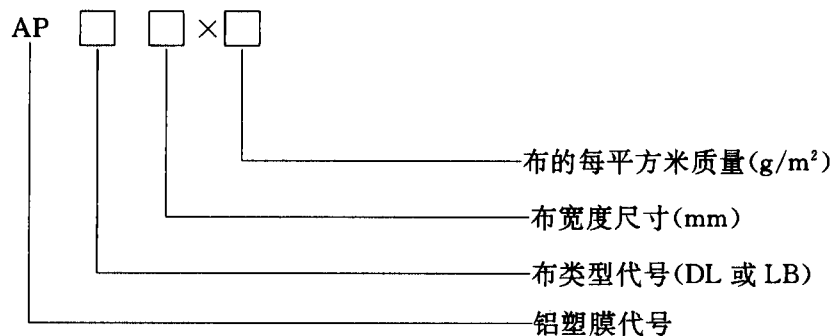 AP □ □×□
布的每平方米质量(g/m²)
布宽度尺寸(mm)
布类型代号(DL 或 LB)
铝塑膜代号